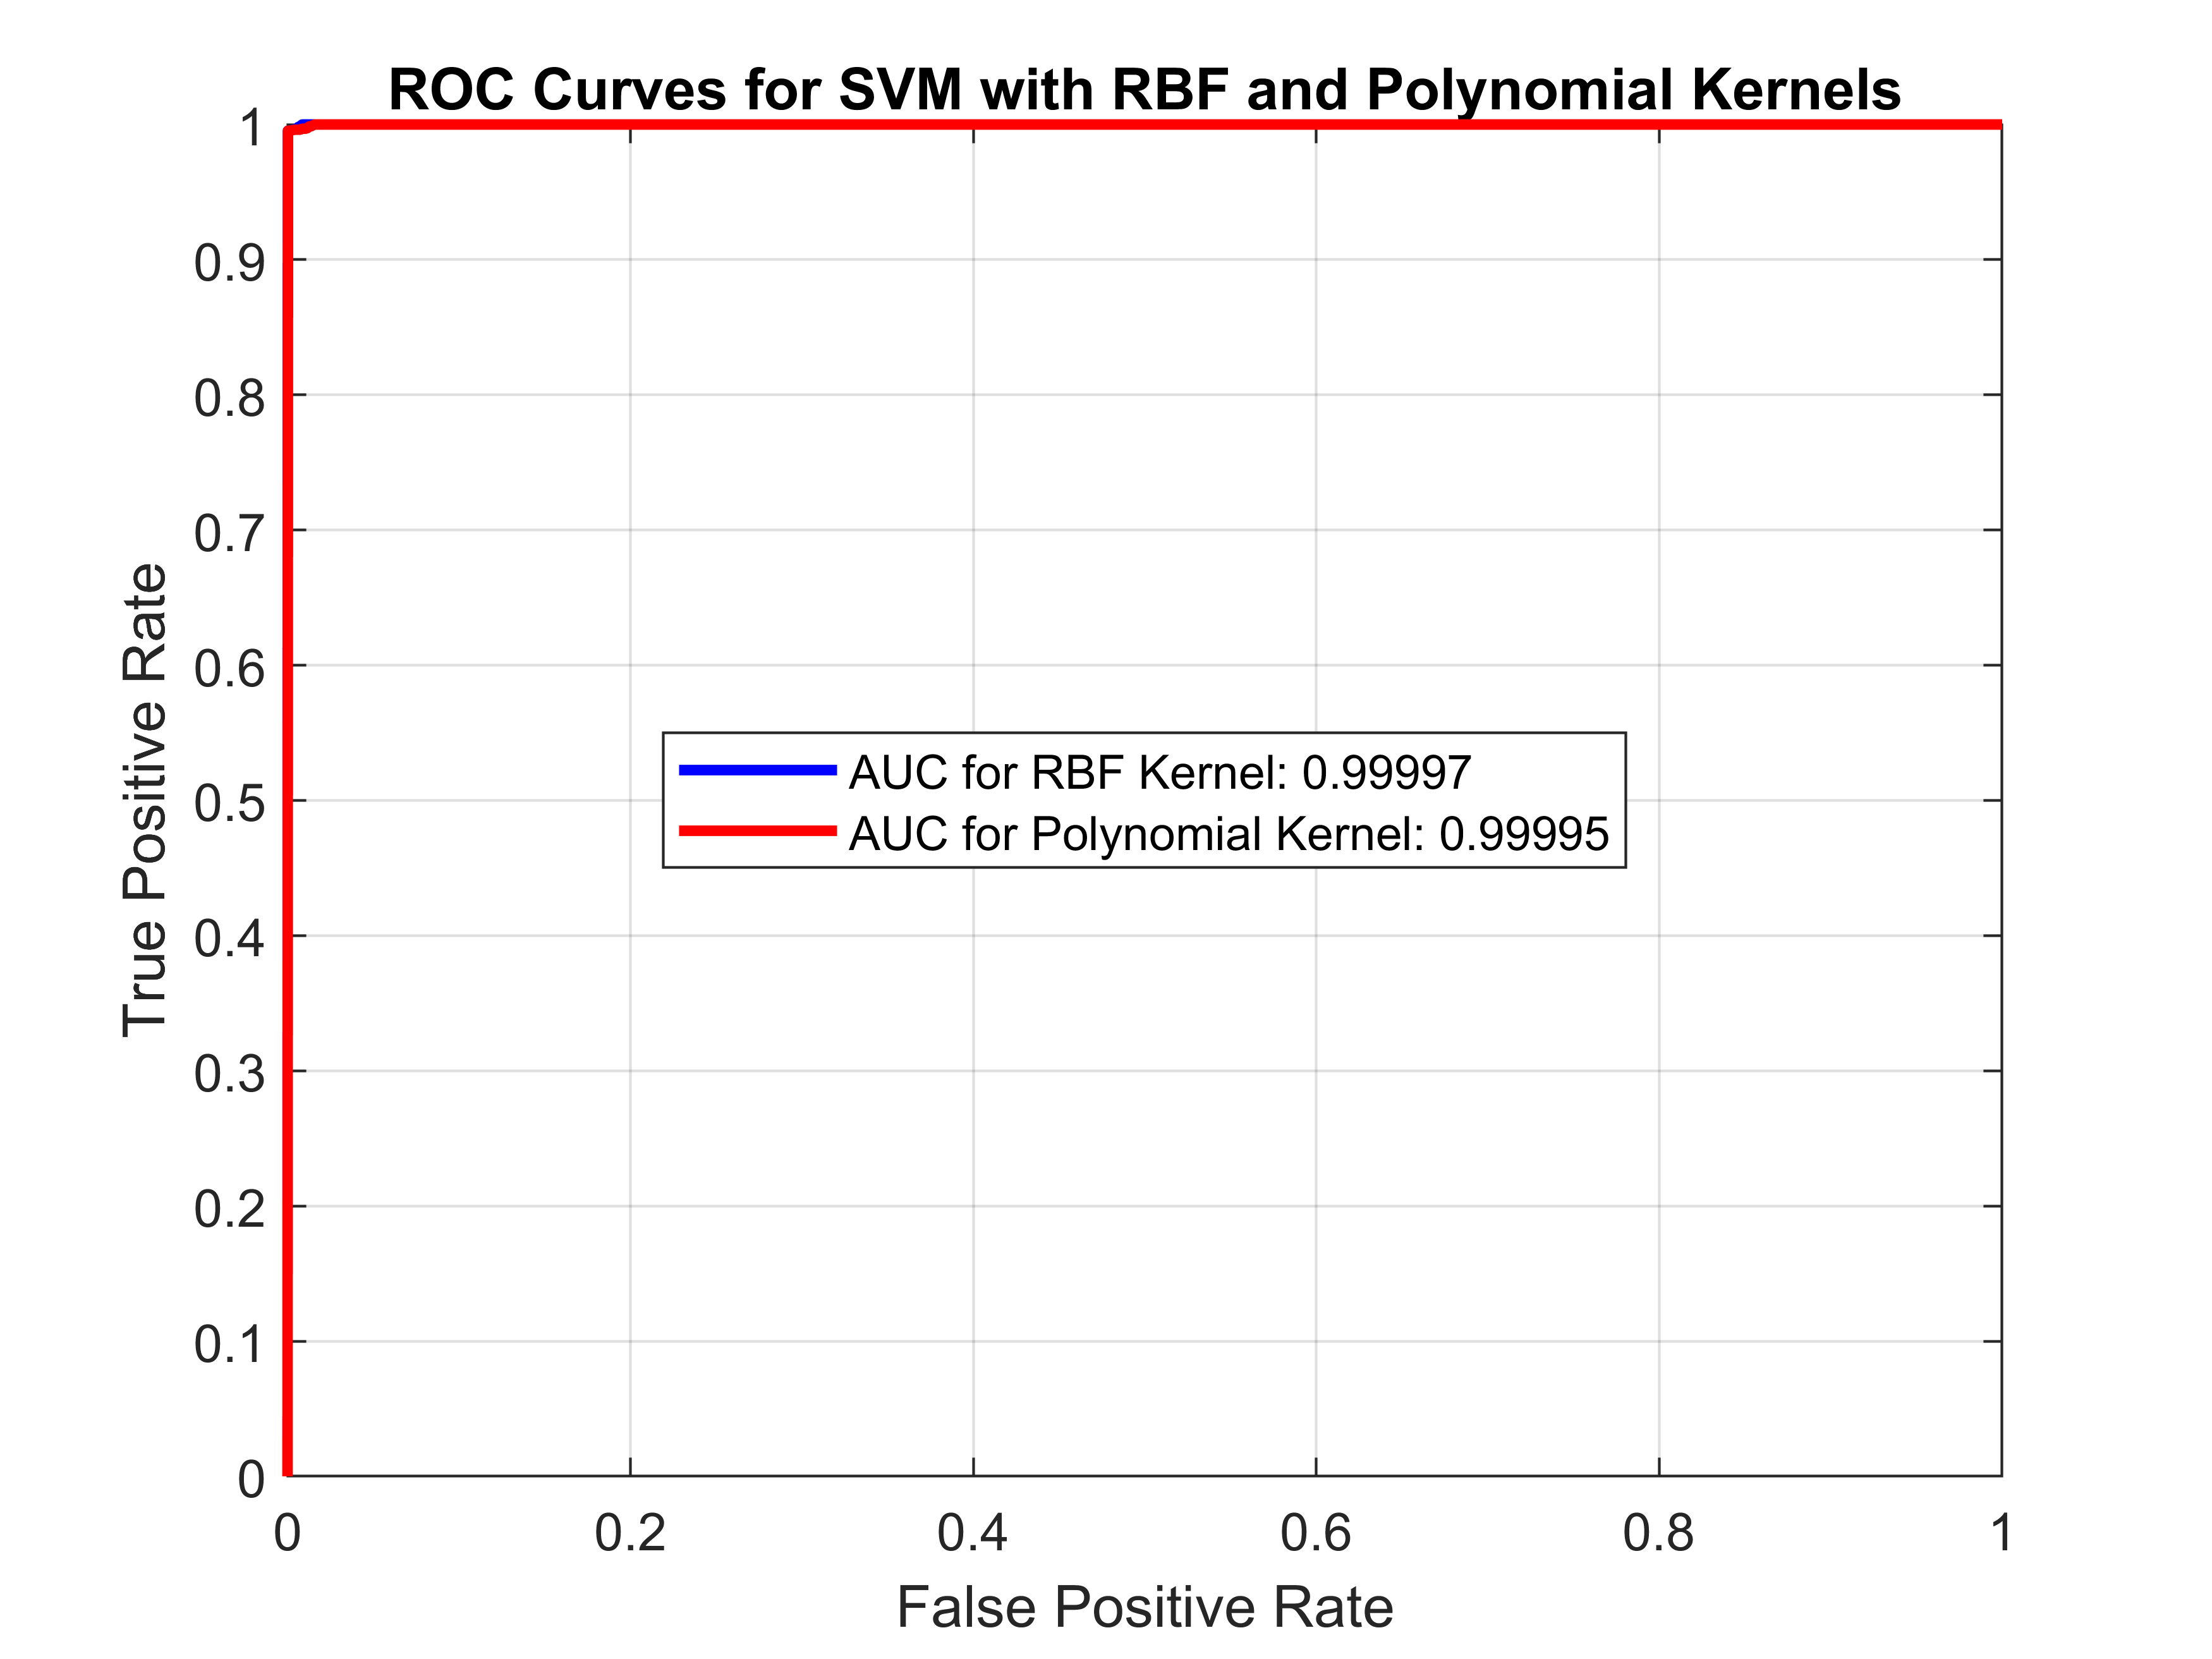 ROC Curves for SVM with RBF and Polynomial Kernels
1
0.9
0.8
0.7
0.6
0.5
0.4
0.3
0.2
0.1
0
True Positive Rate
AUC for RBF Kernel: 0.99997
AUC for Polynomial Kernel: 0.99995
0 0.2 0.4 0.6 0.8 1
False Positive Rate